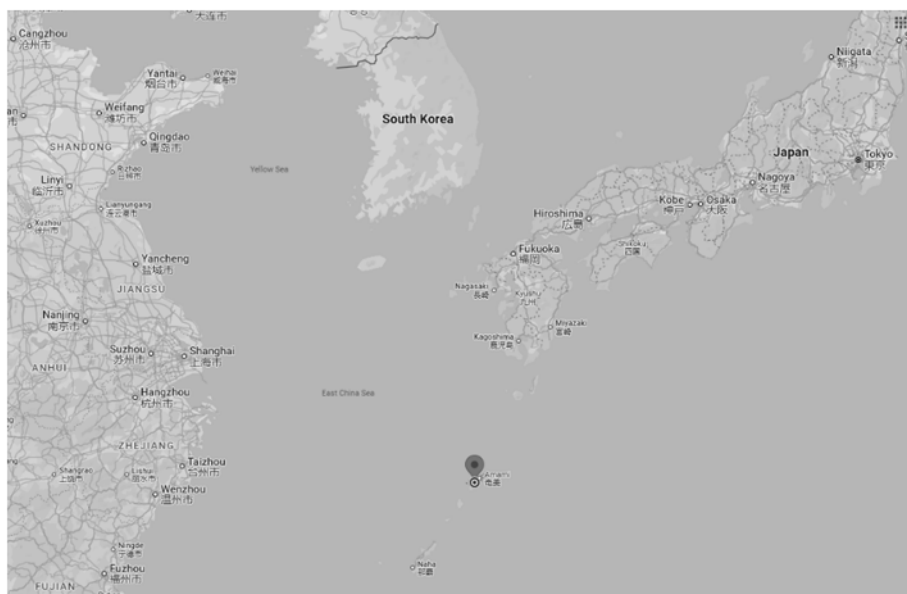 大连市
Cangzhou
沧州市
Yantai
烟台市
Weihai
威海市
Weifang
潍坊市
Qingdao
青岛市
SHANDONG
Rizhao
日照市
Linyi
临沂市
Lianyungang
连云港市
Xuzhou
徐州市
Yancheng
盐城市
JIANGSU
Nanjing
南京市
Suzhou
苏州市
Shanghai
上海市
ANHUI
Hangzhou
杭州市
ZHEJIANG
Taizhou
台州市
Shangrao
上饶市
Lishui
丽水市
Wenzhou
温州市
Ningde
宁德市
Fuzhou
福州市
FUJIAN
Yellow Sea
East China Sea
South Korea
Niigata
新潟
Japan
Tokyo
東京
Nagoya
名古屋
Kobe
神戸
Osaka
大阪
Hiroshima
広島
Shikoku
四国
Fukuoka
福岡
Nagasaki
長崎
Kyushu
九州
Miyazaki
宮崎
Kagoshima
鹿児島
Amami
奄美
Naha
那覇